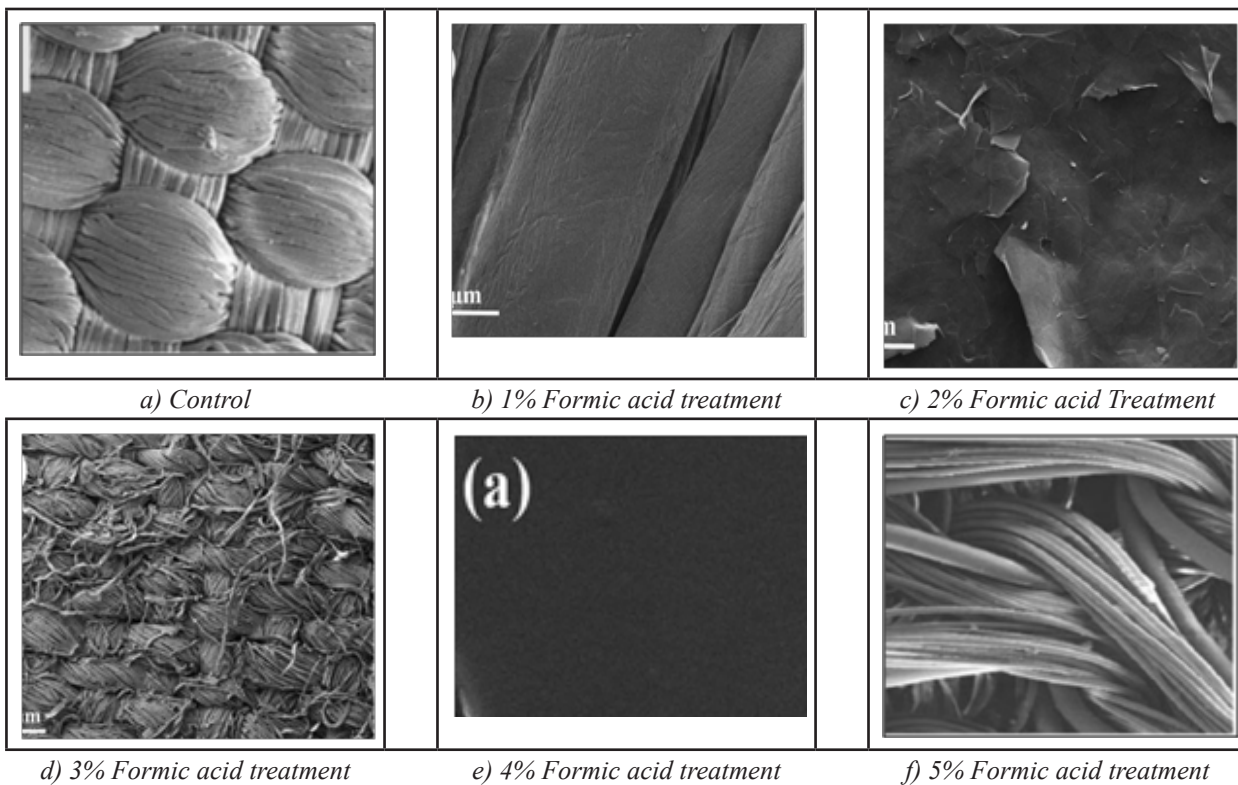 μm
m
a) Control
b) 1% Formic acid treatment
c) 2% Formic acid Treatment
(a)
m
d) 3% Formic acid treatment
e) 4% Formic acid treatment
f) 5% Formic acid treatment